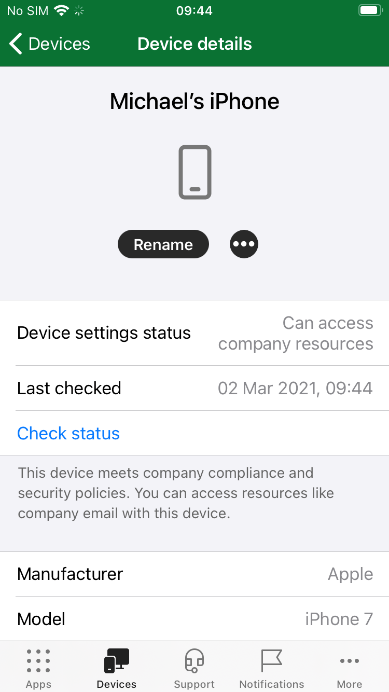 No SIM 09:44
Devices Device details
Michael’s iPhone
Rename
Device settings status Can access
company resources
Last checked 02 Mar 2021, 09:44
Check status
This device meets company compliance and
security policies. You can access resources like
company email with this device.
Manufacturer Apple
Model iPhone 7
Apps Devices Support Notifications More